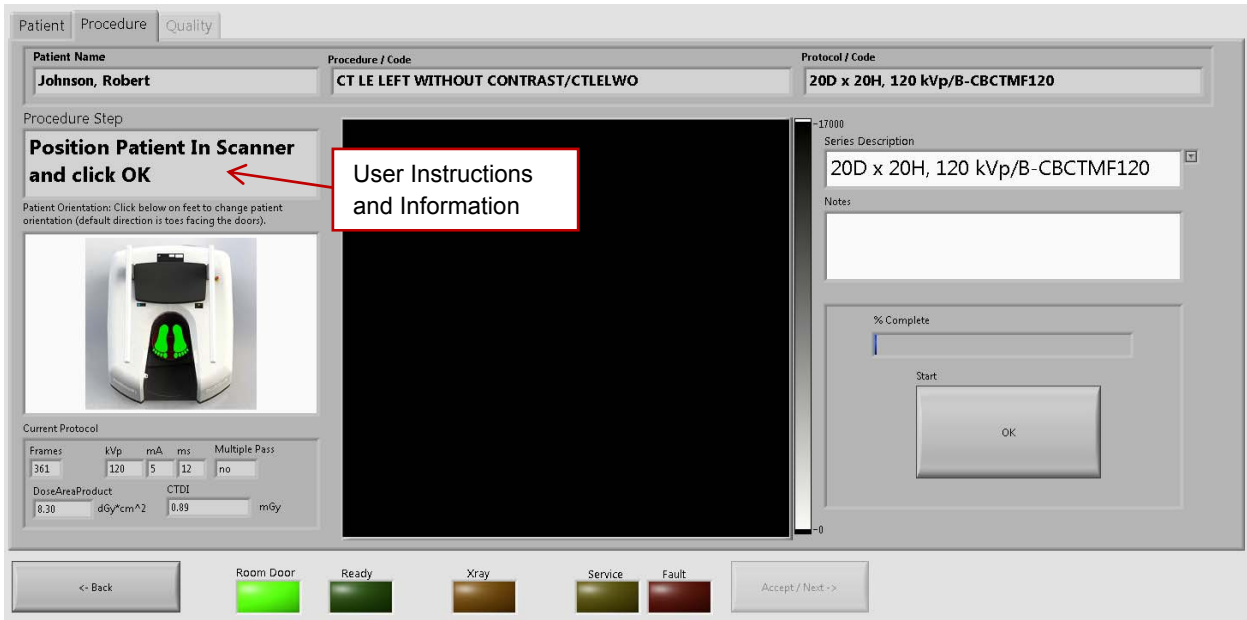 Patient Procedure Quality
Patient Name
Johnson, Robert
Procedure / Code
CT LE LEFT WITHOUT CONTRAST/CTLELWO
Protocol / Code
20D x 20H, 120 kVp/B-CBCTMF120
Procedure Step
Position Patient In Scanner
and click OK
User Instructions
and Information
Patient Orientation: Click below on feet to change patient
orientation (default direction is toes facing the doors).
17000
0
Series Description
20D x 20H, 120 kVp/B-CBCTMF120
Notes
% Complete
Start
OK
Current Protocol
Frames kVp mA ms Multiple Pass
361 120 5 12 no
DoseAreaProduct CTDI
8.30 dGy*cm^2 0.89 mGy
<- Back
Room Door Ready Xray Service Fault
Accept / Next ->